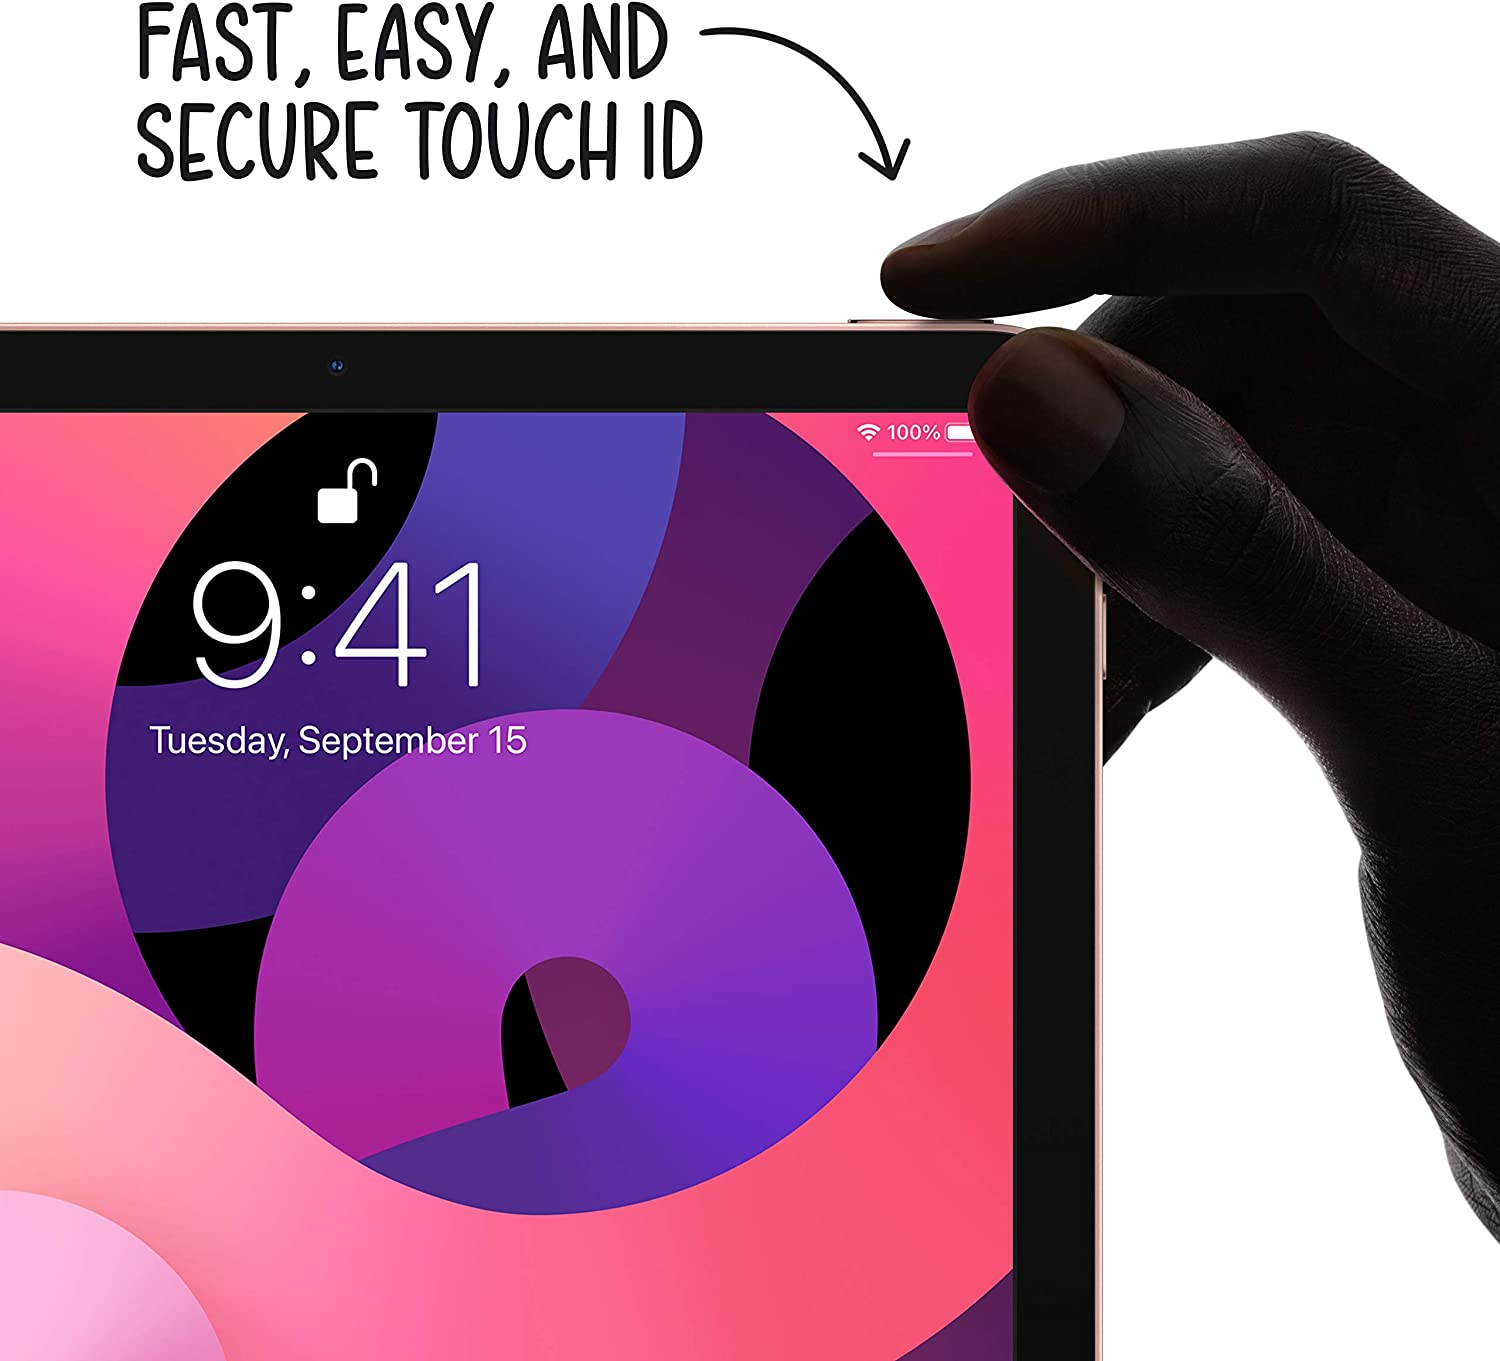 FAST, EASY, AND
SECURE TOUCH ID
100%
9:41
Tuesday, September 15